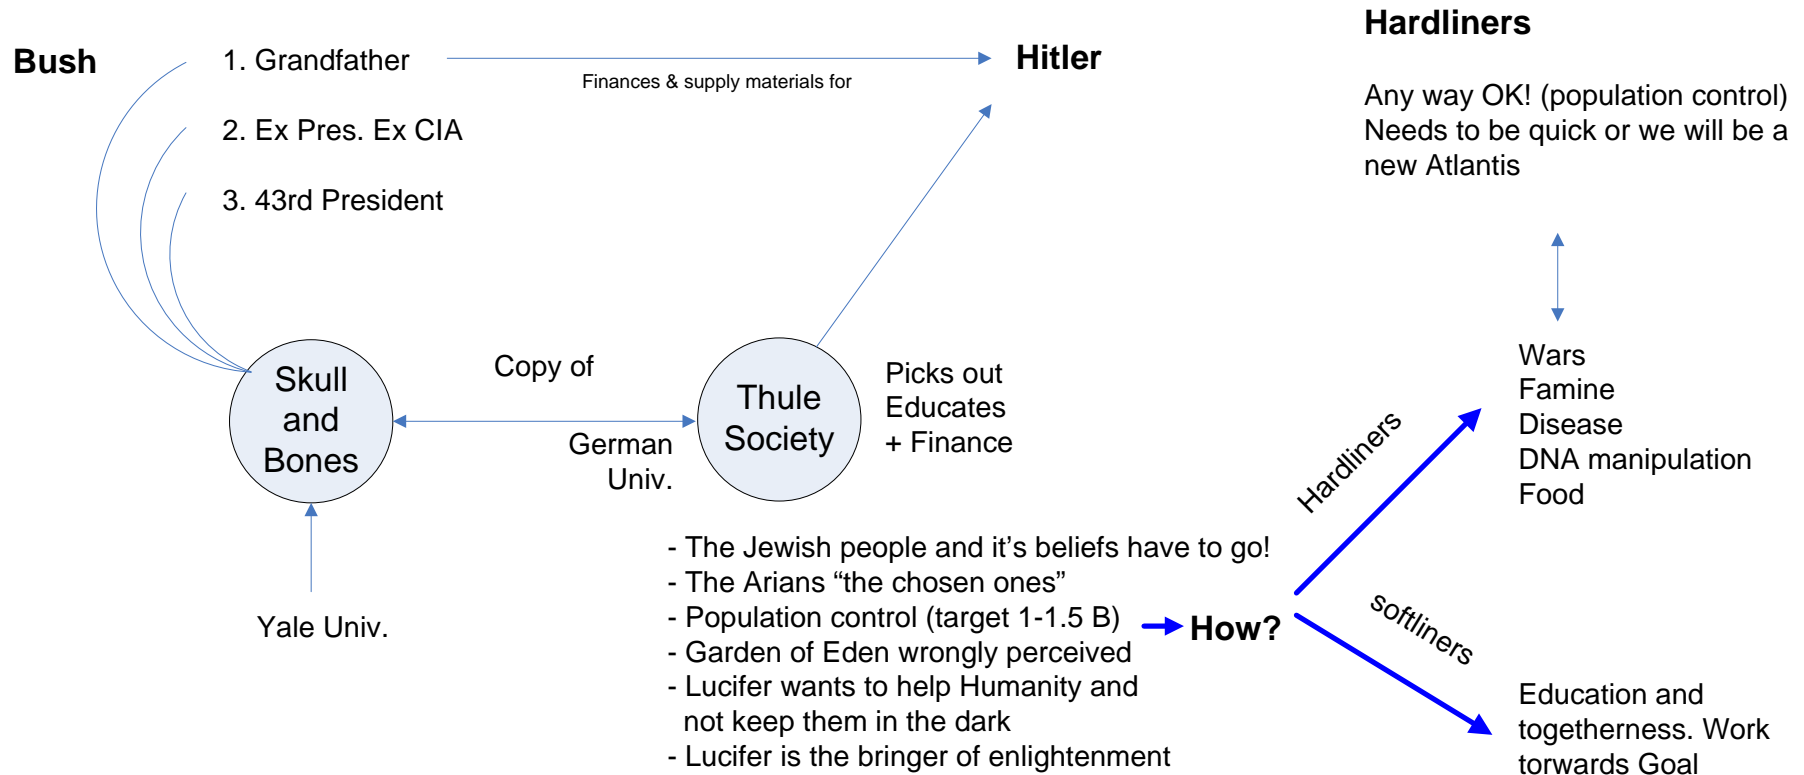 Bush
1. Grandfather
2. Ex Pres. Ex CIA
3. 43rd President
Finances & supply materials for
Hitler
Hardliners
Any way OK! (population control)
Needs to be quick or we will be a
new Atlantis
Skull
and
Bones
Copy of
German
Univ.
Thule
Society
Picks out
Educates
+ Finance
Yale Univ.
- The Jewish people and it's beliefs have to go!
- The Arians “the chosen ones”
- Population control (target 1-1.5 B)
- Garden of Eden wrongly perceived
- Lucifer wants to help Humanity and
not keep them in the dark
- Lucifer is the bringer of enlightenment
How?
Hardliners
Wars
Famine
Disease
DNA manipulation
Food
softliners
Education and
togetherness. Work
torwards Goal